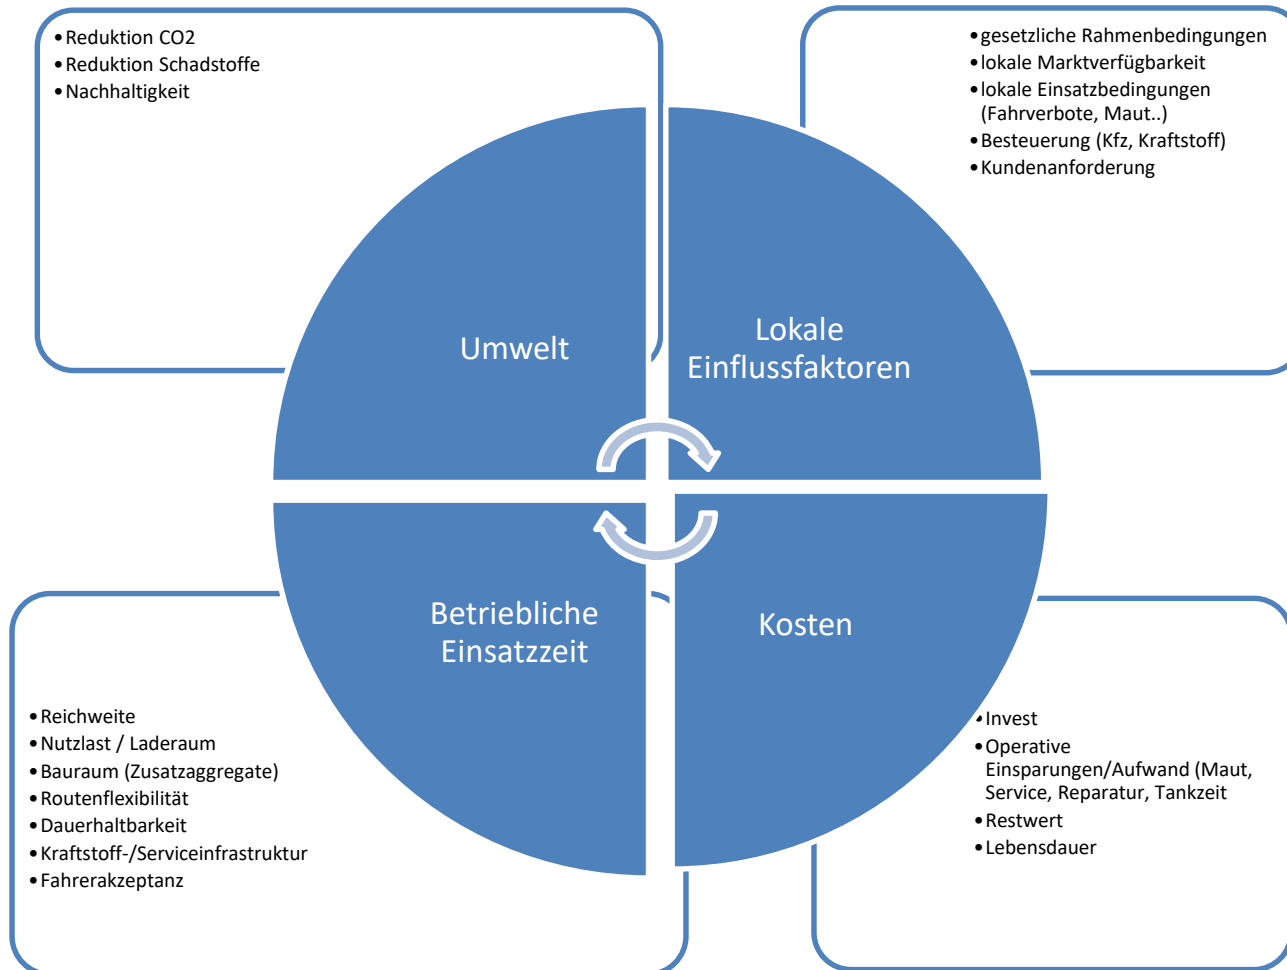 •Reduktion CO2
•Reduktion Schadstoffe
•Nachhaltigkeit
•gesetzliche Rahmenbedingungen
•lokale Marktverfügbarkeit
•lokale Einsatzbedingungen
(Fahrverbote, Maut..)
•Besteuerung (Kfz, Kraftstoff)
•Kundenanforderung
Umwelt
Lokale
Einflussfaktoren
Betriebliche
Einsatzzeit
Kosten
•Reichweite
•Nutzlast / Laderaum
•Bauraum (Zusatzaggregate)
•Routenflexibilität
•Dauerhaltbarkeit
•Kraftstoff-/Serviceinfrastruktur
•Fahrerakzeptanz
•Invest
•Operative
Einsparungen/Aufwand (Maut,
Service, Reparatur, Tankzeit
•Restwert
•Lebensdauer